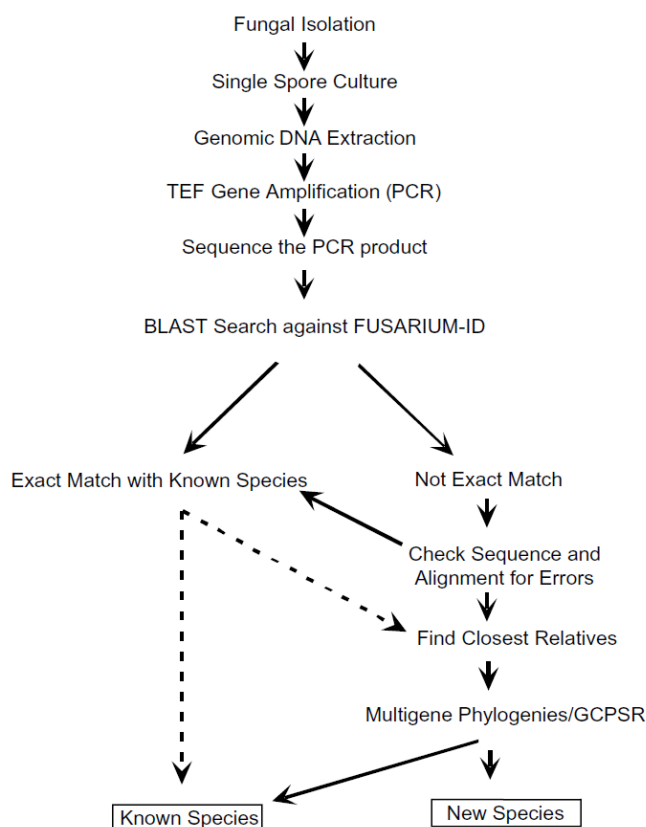 Fungal Isolation
Single Spore Culture
Genomic DNA Extraction
TEF Gene Amplification (PCR)
Sequence the PCR product
BLAST Search against FUSARIUM-ID
Exact Match with Known Species
Not Exact Match
Check Sequence and
Alignment for Errors
Find Closest Relatives
Multigene Phylogenies/GCPSR
Known Species
New Species